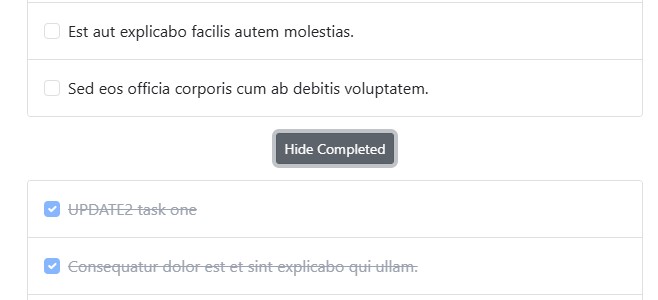 Est aut explicabo facilis autem molestias.
Sed eos officia corporis cum ab debitis voluptatem.
Hide Completed
UPDATE2 task one
Consequatur dolor est et sint explicabo qui ullam.